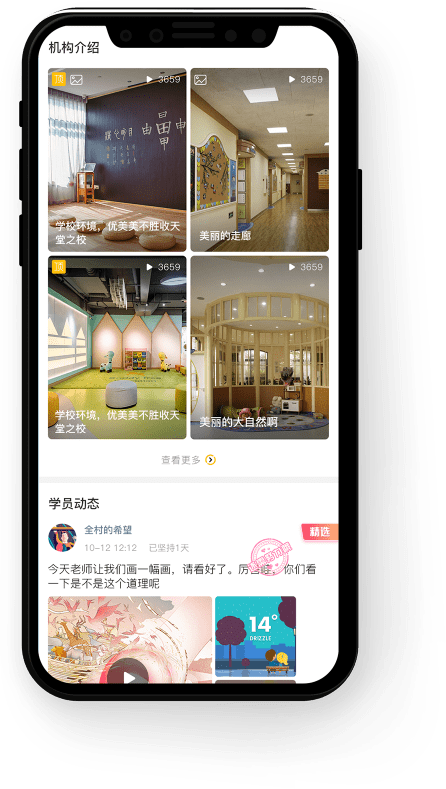 机构介绍
顶
3659
3659
学校环境，优美美不胜收天
堂之校
美丽的走廊
顶
3659
3659
学校环境，优美美不胜收天
堂之校
美丽的大自然啊
查看更多
学员动态
全村的希望
精选
10-12 12:12 已坚持1天
今天老师让我们画一幅画，请看好了。厉害哇，你们看
一下是不是这个道理呢
14°
DRIZZLE